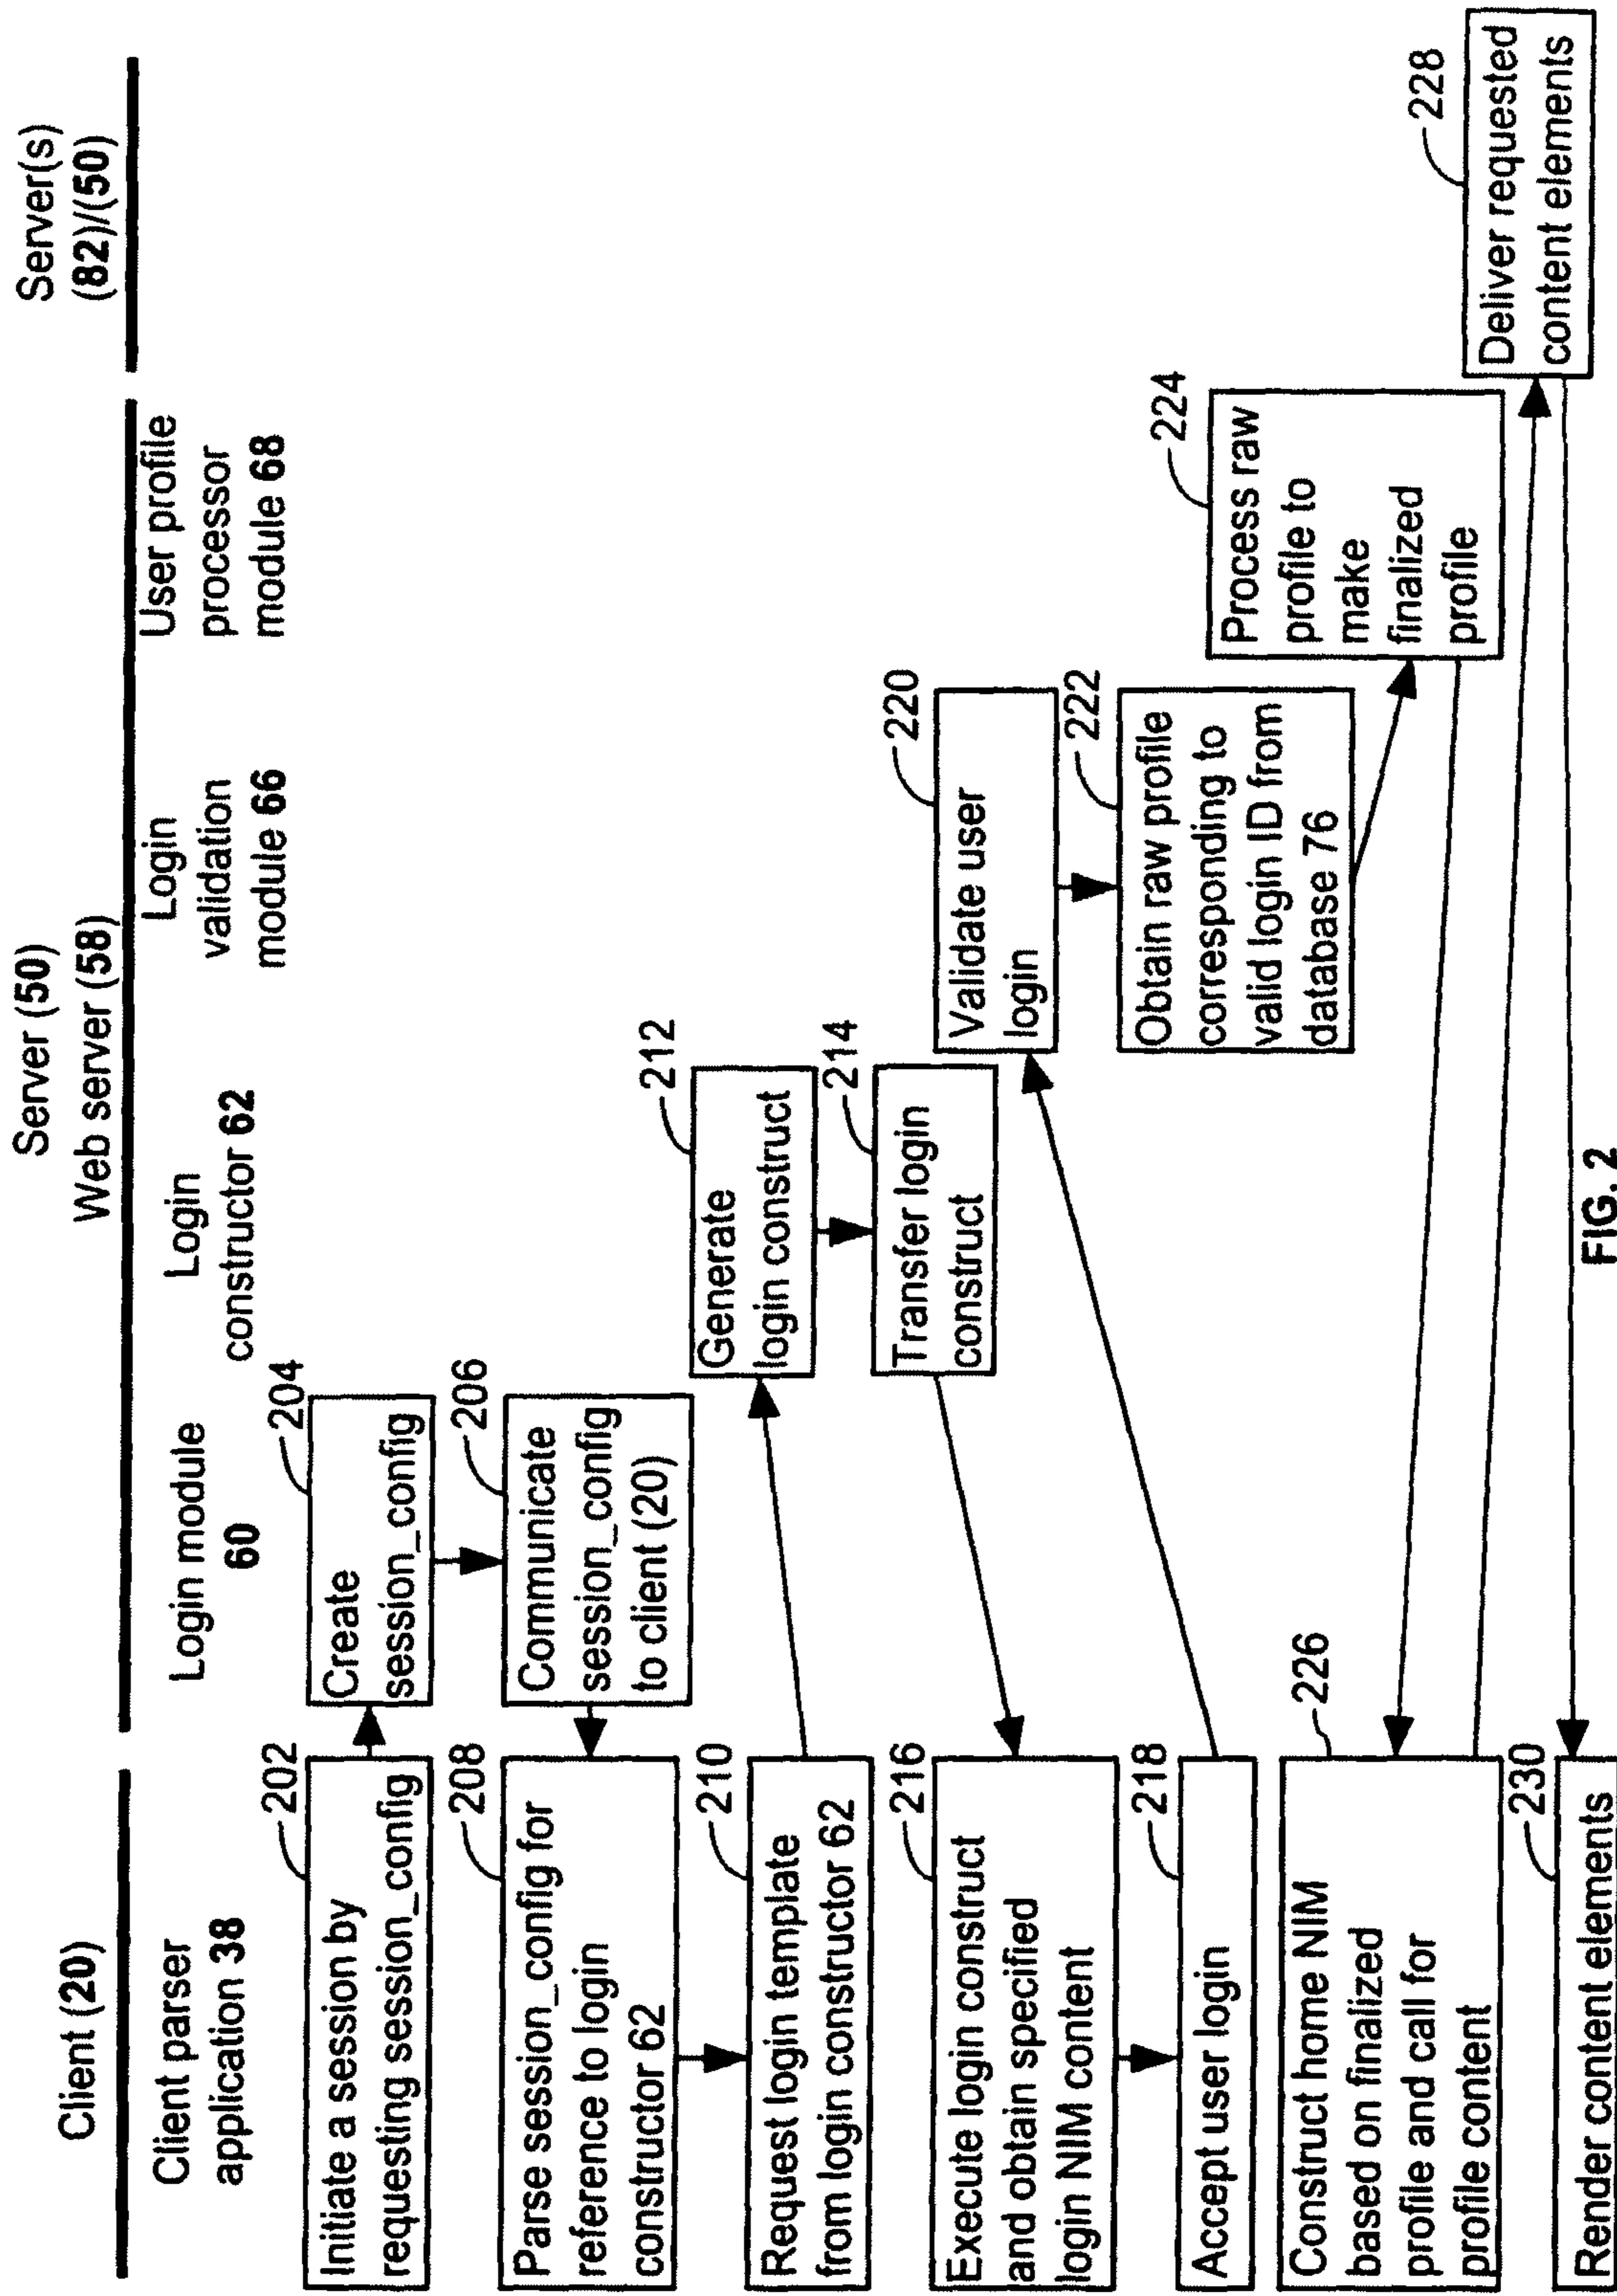 Client (20)
Server (50)
Web server (58)
Server(s)
(82)/(50)
Client parser
application 38
Login module
60
Login
constructor 62
Login
validation
module 66
User profile
processor
module 68
202
Initiate a session by
requesting session_config
204
Create
session_config
206
Communicate
session_config
to client (20)
208
Parse session_config for
reference to login
constructor 62
210
Request login template
from login constructor 62
212
Generate
login construct
214
Transfer login
construct
216
Execute login construct
and obtain specified
login NIM content
218
Accept user login
220
Validate user
login
222
Obtain raw profile
corresponding to
valid login ID from
database 76
224
Process raw
profile to
make
finalized
profile
226
Construct home NIM
based on finalized
profile and call for
profile content
228
Deliver requested
content elements
230
Render content elements
FIG. 2